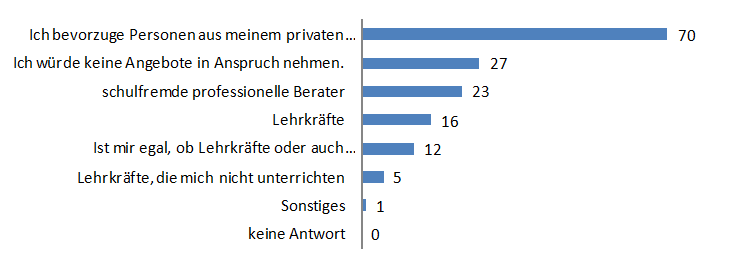 Ich bevorzuge Personen aus meinem privaten… 70
Ich würde keine Angebote in Anspruch nehmen. 27
schulfremde professionelle Berater 23
Lehrkräfte 16
Ist mir egal, ob Lehrkräfte oder auch… 12
Lehrkräfte, die mich nicht unterrichten 5
Sonstiges 1
keine Antwort 0